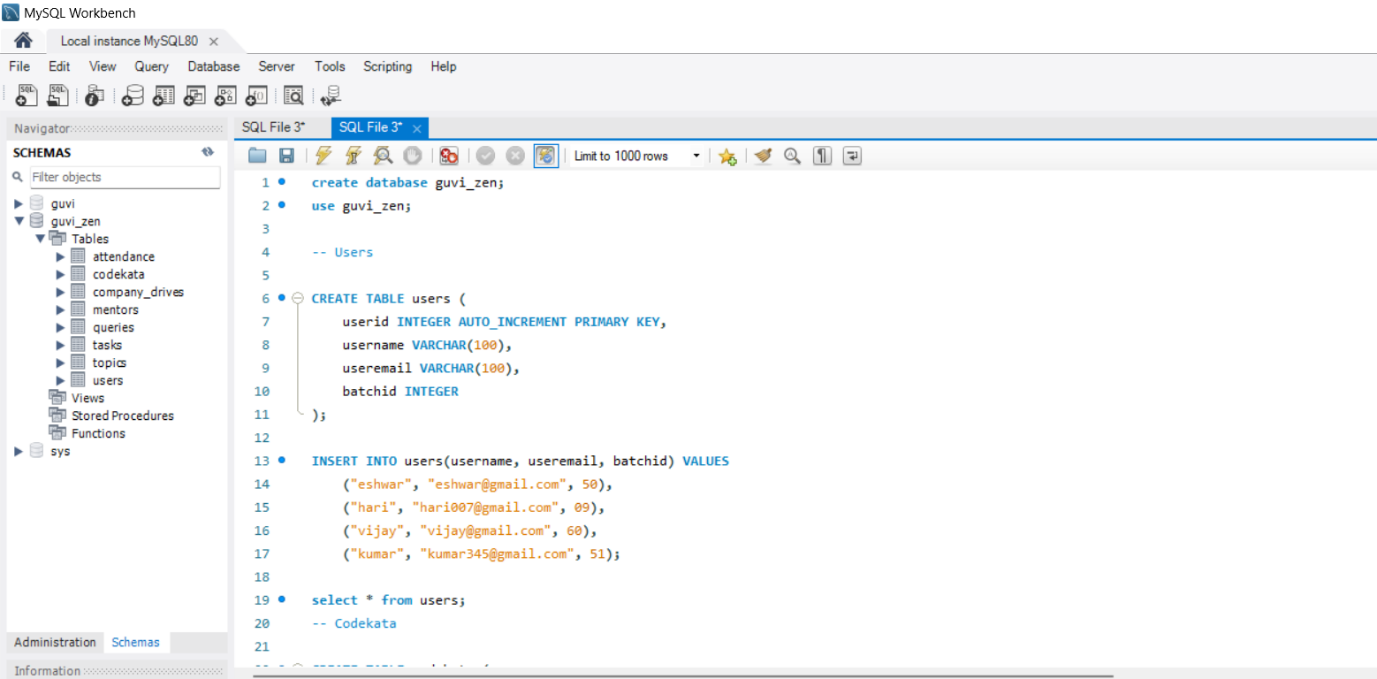 MySQL Workbench
Local instance MySQL80
File Edit View Query Database Server Tools Scripting Help
Navigator
SCHEMAS
Filter objects
guvi
guvi_zen
Tables
attendance
codekata
company_drives
mentors
queries
tasks
topics
users
Views
Stored Procedures
Functions
sys
Administration Schemas
Information
SQL File 3* SQL File 3*
Limit to 1000 rows
1 create database guvi_zen;
2 use guvi_zen;
3
4 -- Users
5
6 CREATE TABLE users (
7 userid INTEGER AUTO_INCREMENT PRIMARY KEY,
8 username VARCHAR(100),
9 useremail VARCHAR(100),
10 batchid INTEGER
11 );
12
13 INSERT INTO users(username, useremail, batchid) VALUES
14 ("eshwar", "eshwar@gmail.com", 50),
15 ("hari", "hari007@gmail.com", 09),
16 ("vijay", "vijay@gmail.com", 60),
17 ("kumar", "kumar345@gmail.com", 51);
18
19 select * from users;
20 -- Codekata
21